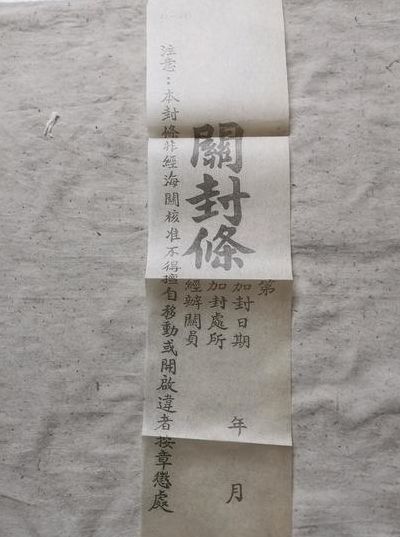 關封條
第
加封日期 年 月
加封處所
經辦關員
注意：本封條非經海關核准不得擅自移動或開啟違者按章懲處